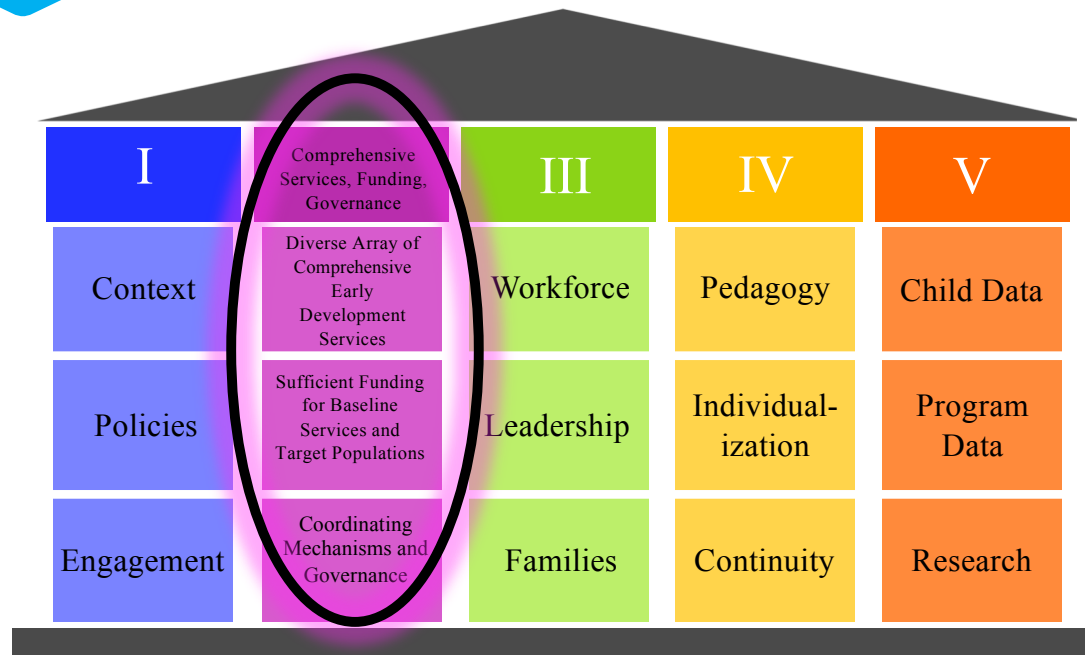 I
Context
Policies
Engagement
Comprehensive
Services, Funding,
Governance
Diverse Array of
Comprehensive
Early
Development
Services
Sufficient Funding
for Baseline
Services and
Target Populations
Coordinating
Mechanisms and
Governance
III
Workforce
Leadership
Families
IV
Pedagogy
Individual-
ization
Continuity
V
Child Data
Program
Data
Research